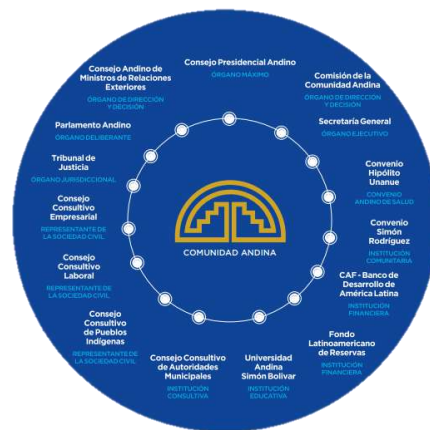 Consejo Presidencial Andino
ÓRGANO MÁXIMO
Comisión de la
Comunidad Andina
ÓRGANO DE DIRECCIÓN
Y DECISIÓN
Secretaría General
ÓRGANO EJECUTIVO
Convenio
Hipólito
Unanue
CONVENIO
ANDINO DE SALUD
Convenio
Simón
Rodríguez
INSTITUCIÓN
COMUNITARIA
CAF - Banco de
Desarrollo de
América Latina
INSTITUCIÓN
FINANCIERA
Fondo
Latinoamericano
de Reservas
INSTITUCIÓN
FINANCIERA
Universidad
Andina
Simón Bolivar
INSTITUCIÓN
EDUCATIVA
Consejo Consultivo
de Autoridades
Municipales
INSTITUCIÓN
CONSULTIVA
Consejo
Consultivo
de Pueblos
Indígenas
REPRESENTANTE DE
LA SOCIEDAD CIVIL
Consejo
Consultivo
Laboral
REPRESENTANTE DE
LA SOCIEDAD CIVIL
Consejo
Consultivo
Empresarial
REPRESENTANTE DE
LA SOCIEDAD CIVIL
Tribunal de
Justicia
ÓRGANO JURISDICCIONAL
Parlamento Andino
ÓRGANO DELIBERANTE
Consejo Andino de
Ministros de Relaciones
Exteriores
ÓRGANO DE DIRECCIÓN
Y DECISIÓN
COMUNIDAD ANDINA